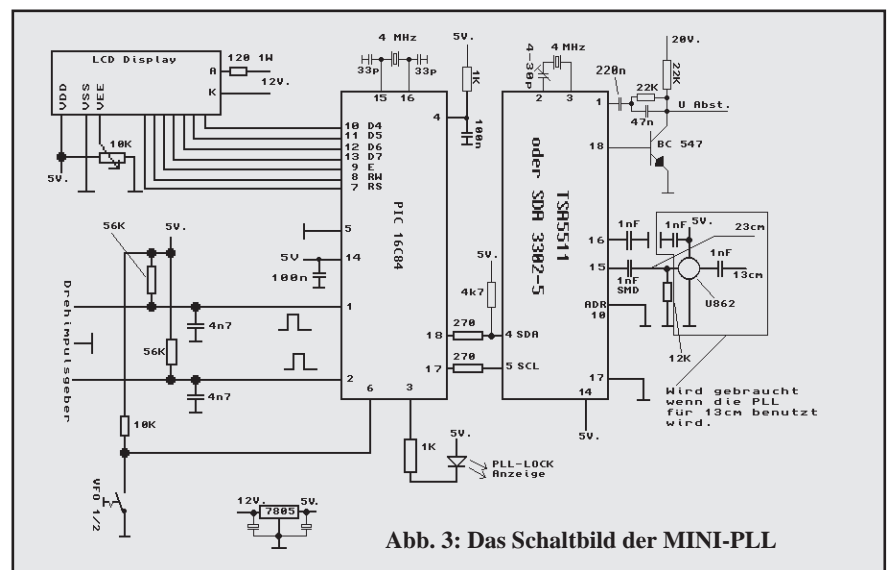 LCD Display
A
K
120 1W
12V.
VDD
VSS
VEE
10K
5V.
10 D4
11 D5
12 D6
13 D7
9 E
8 RW
7 RS
4 MHz
33p
33p
15
16
5V.
1K
4
100n
PIC 16C84
5
5V
14
100n
56K
5V.
Drehimpulsgeber
1
4n7
56K
2
4n7
10K
VFO 1/2
6
3
1K
5V.
PLL-LOCK
Anzeige
12V.
7805
5V.
18
270
4 SDA
17
270
5 SCL
5V.
4k7
4-30p
4 MHz
2
3
TSA5511
oder SDA 3302-5
1
18
16
15
ADR
10
17
14
5V.
220n
20V.
22K
22K
47n
U Abst.
BC 547
1nF
1nF
5V.
23cm
1nF
13cm
1nF
SMD
U862
12K
Wird gebraucht
wenn die PLL
für 13cm benutzt
wird.
Abb. 3: Das Schaltbild der MINI-PLL